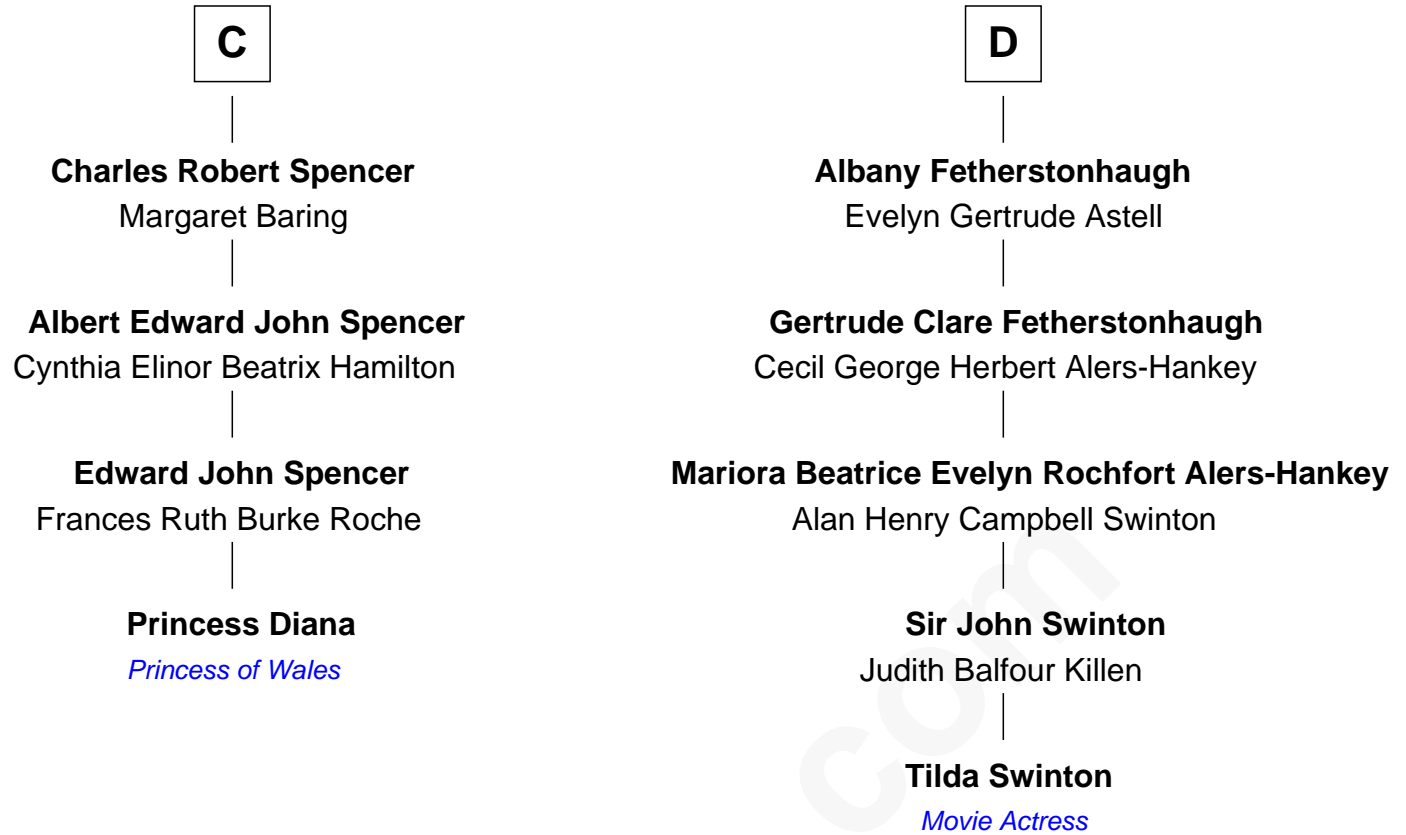 C
Charles Robert Spencer
Margaret Baring
Albert Edward John Spencer
Cynthia Elinor Beatrix Hamilton
Edward John Spencer
Frances Ruth Burke Roche
Princess Diana
Princess of Wales
D
Albany Fetherstonhaugh
Evelyn Gertrude Astell
Gertrude Clare Fetherstonhaugh
Cecil George Herbert Alers-Hankey
Mariora Beatrice Evelyn Rochfort Alers-Hankey
Alan Henry Campbell Swinton
Sir John Swinton
Judith Balfour Killen
Tilda Swinton
Movie Actress
com